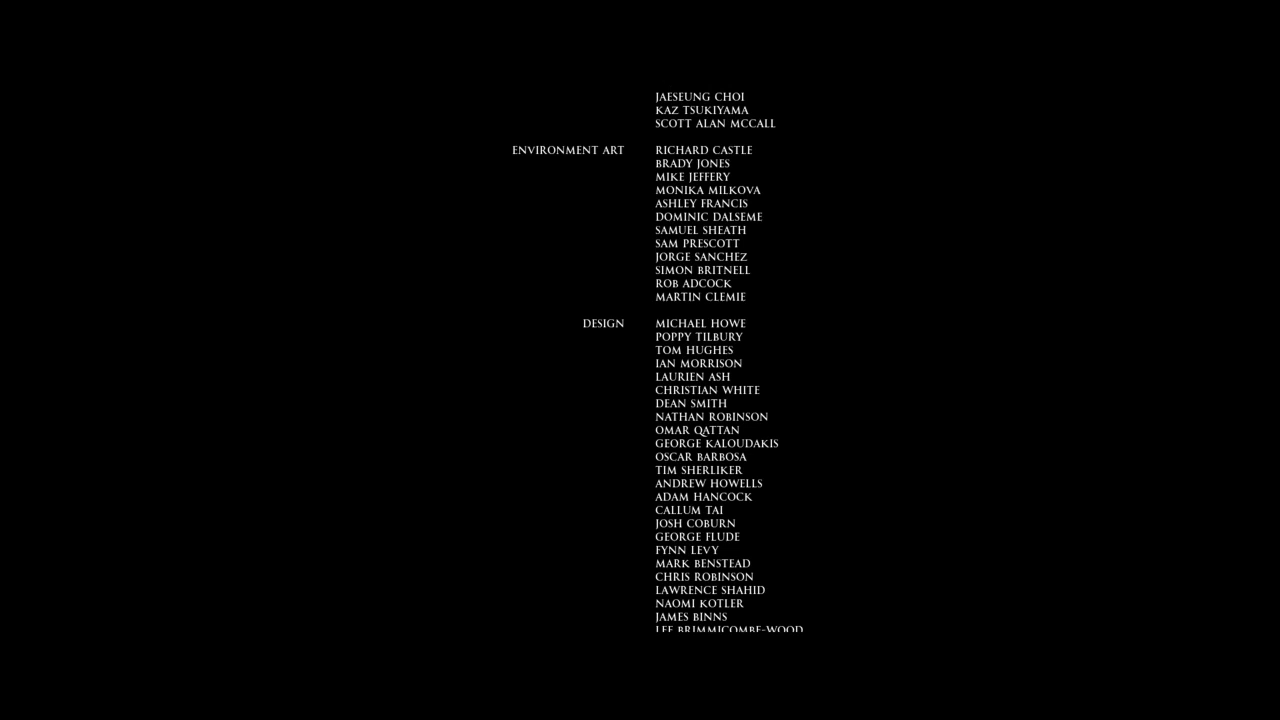 JAESEUNG CHOI
KAZ TSUKIYAMA
SCOTT ALAN MCCALL
ENVIRONMENT ART RICHARD CASTLE
BRADY JONES
MIKE JEFFERY
MONIKA MILKOVA
ASHLEY FRANCIS
DOMINIC DALSEME
SAMUEL SHEATH
SAM PRESCOTT
JORGE SANCHEZ
SIMON BRITNELL
ROB ADCOCK
MARTIN CLEMIE
DESIGN MICHAEL HOWE
POPPY TILBURY
TOM HUGHES
IAN MORRISON
LAURIEN ASH
CHRISTIAN WHITE
DEAN SMITH
NATHAN ROBINSON
OMAR QATTAN
GEORGE KALOUDAKIS
OSCAR BARBOSA
TIM SHERLIKER
ANDREW HOWELLS
ADAM HANCOCK
CALLUM TAI
JOSH COBURN
GEORGE FLUDE
FYNN LEVY
MARK BENSTEAD
CHRIS ROBINSON
LAWRENCE SHAHID
NAOMI KOTLER
JAMES BINNS
LEE BRIMMICOMBE-WOOD